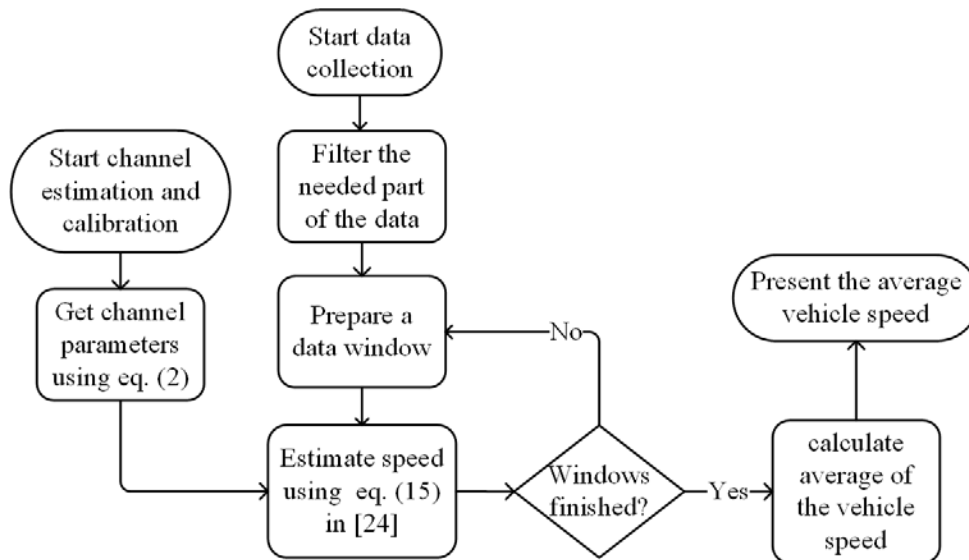 Start data
collection
Start channel
estimation and
calibration
Filter the
needed part
of the data
Get channel
parameters
using eq. (2)
Prepare a
data window
No
Present the average
vehicle speed
Estimate speed
using eq. (15)
in [24]
Windows
finished?
Yes
calculate
average of
the vehicle
speed